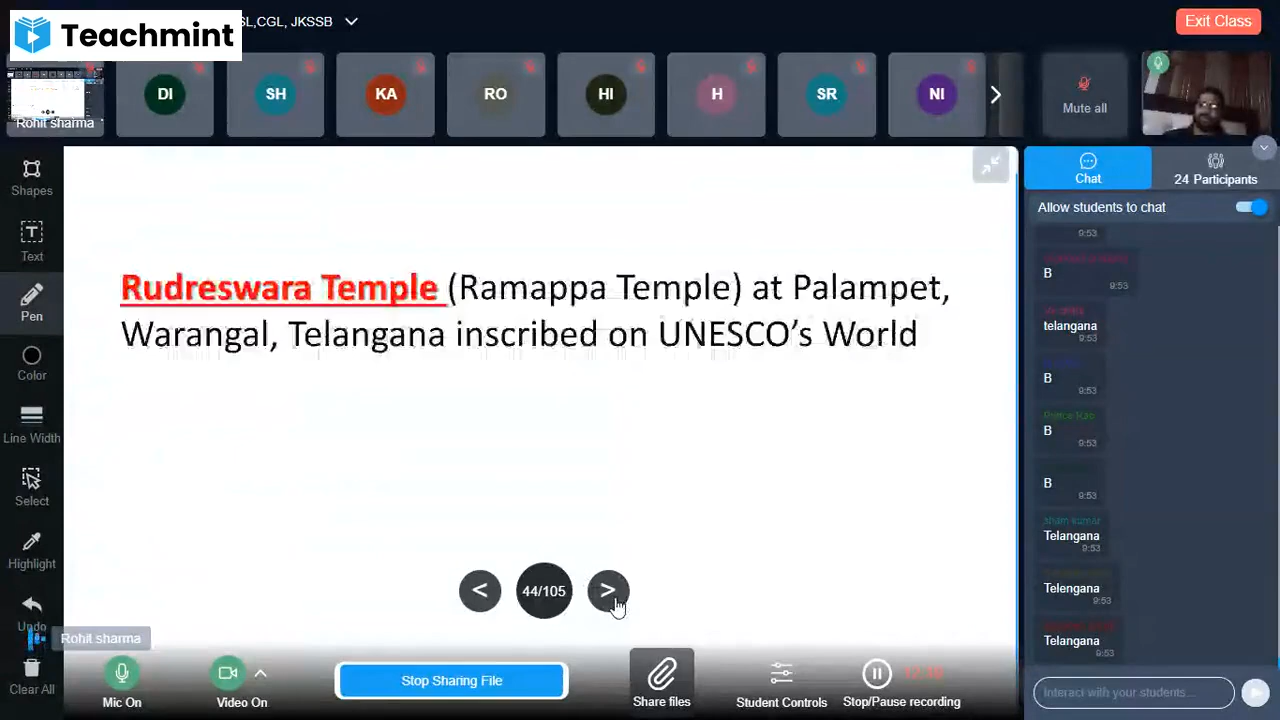 Teachmint
SL,CGL, JKSSB
Exit Class
DI
SH
KA
RO
HI
H
SR
NI
Rohit sharma
Mute all
Shapes
Text
Pen
Color
Line Width
Select
Highlight
Undo
Clear All
Rudreswara Temple (Ramappa Temple) at Palampet,
Warangal, Telangana inscribed on UNESCO's World
<
44/105
>
Rohit sharma
Mic On
Video On
Stop Sharing File
Share files
Student Controls
Stop/Pause recording
Chat
24 Participants
Allow students to chat
9:53
B
9:53
telangana
9:53
B
9:53
Prince Rao
B
9:53
B
9:53
Telangana
9:53
Telengana
9:53
Telangana
9:53
Interact with your students...